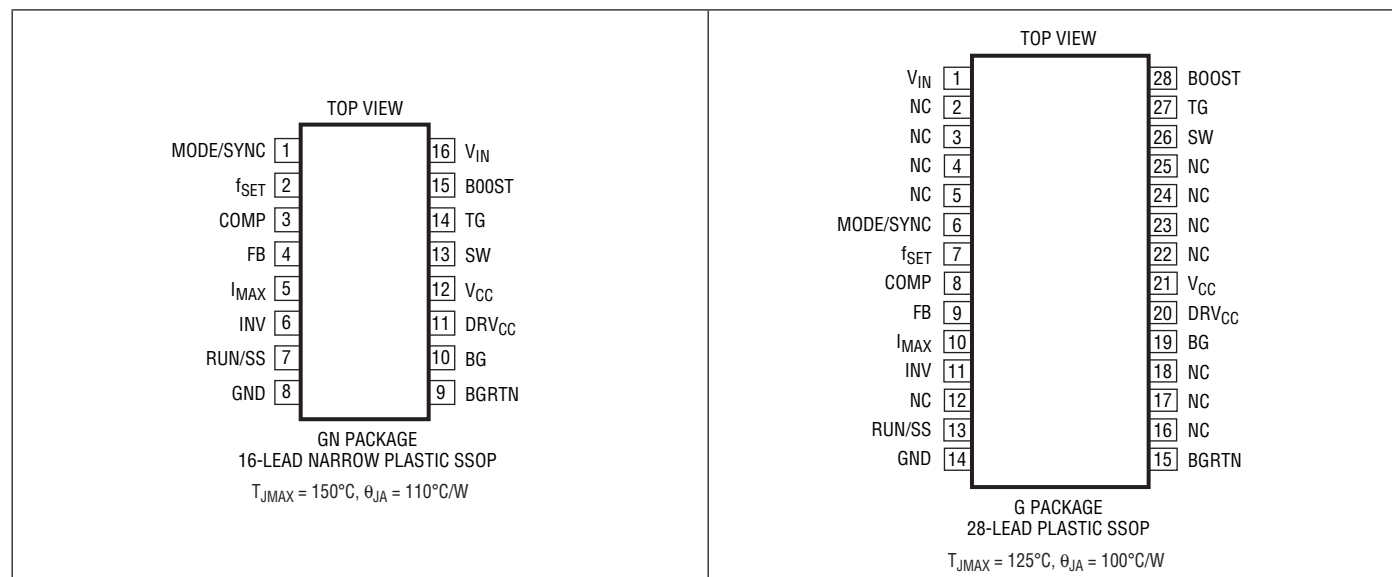 TOP VIEW
MODE/SYNC 1
fSET 2
COMP 3
FB 4
IMAX 5
INV 6
RUN/SS 7
GND 8
16 VIN
15 B00ST
14 TG
13 SW
12 VCC
11 DRVCC
10 BG
9 BGRTN
GN PACKAGE
16-LEAD NARROW PLASTIC SSOP
TJMAX = 150°C, θJA = 110°C/W
TOP VIEW
VIN 1
NC 2
NC 3
NC 4
NC 5
MODE/SYNC 6
fSET 7
COMP 8
FB 9
IMAX 10
INV 11
NC 12
RUN/SS 13
GND 14
28 BOOST
27 TG
26 SW
25 NC
24 NC
23 NC
22 NC
21 VCC
20 DRVCC
19 BG
18 NC
17 NC
16 NC
15 BGRTN
G PACKAGE
28-LEAD PLASTIC SSOP
TJMAX = 125°C, θJA = 100°C/W